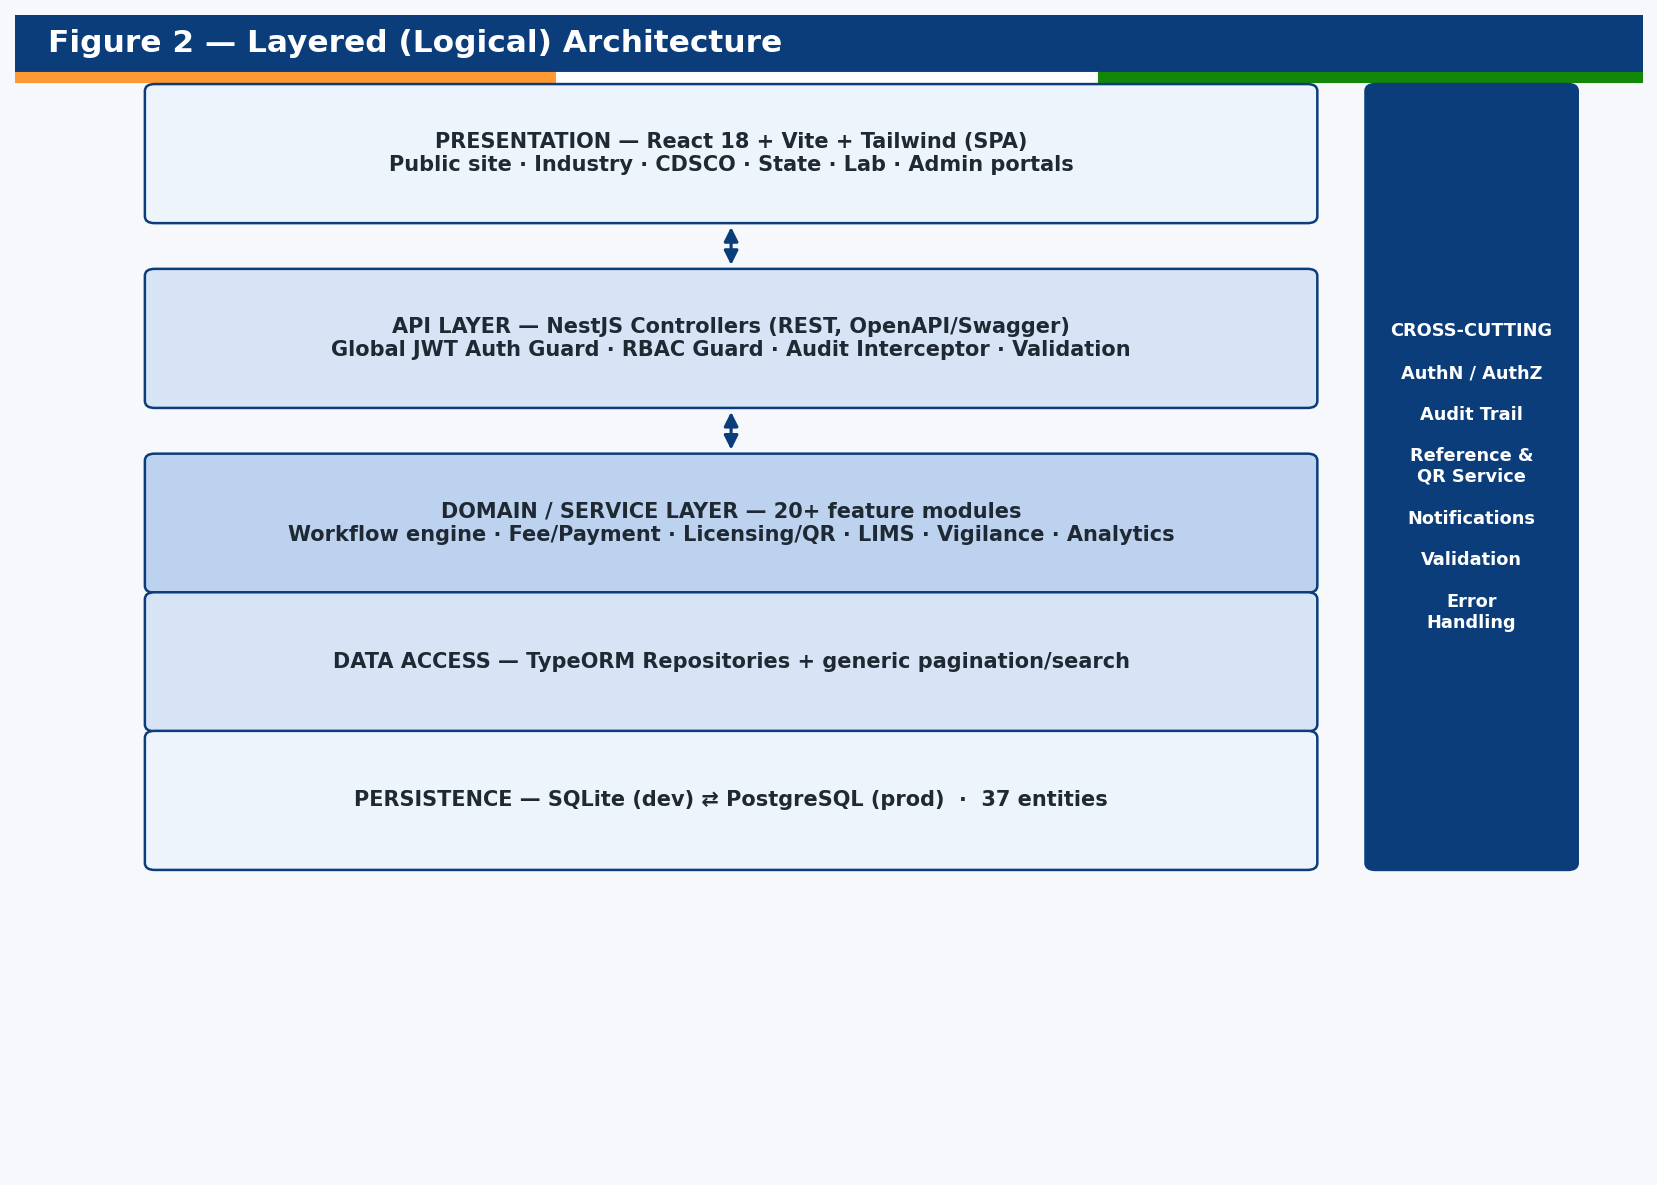 Figure 2 — Layered (Logical) Architecture
PRESENTATION — React 18 + Vite + Tailwind (SPA)
Public site · Industry · CDSCO · State · Lab · Admin portals
API LAYER — NestJS Controllers (REST, OpenAPI/Swagger)
Global JWT Auth Guard · RBAC Guard · Audit Interceptor · Validation
DOMAIN / SERVICE LAYER — 20+ feature modules
Workflow engine · Fee/Payment · Licensing/QR · LIMS · Vigilance · Analytics
DATA ACCESS — TypeORM Repositories + generic pagination/search
PERSISTENCE — SQLite (dev) ⇄ PostgreSQL (prod)  ·  37 entities
CROSS-CUTTING
AuthN / AuthZ
Audit Trail
Reference &
QR Service
Notifications
Validation
Error
Handling